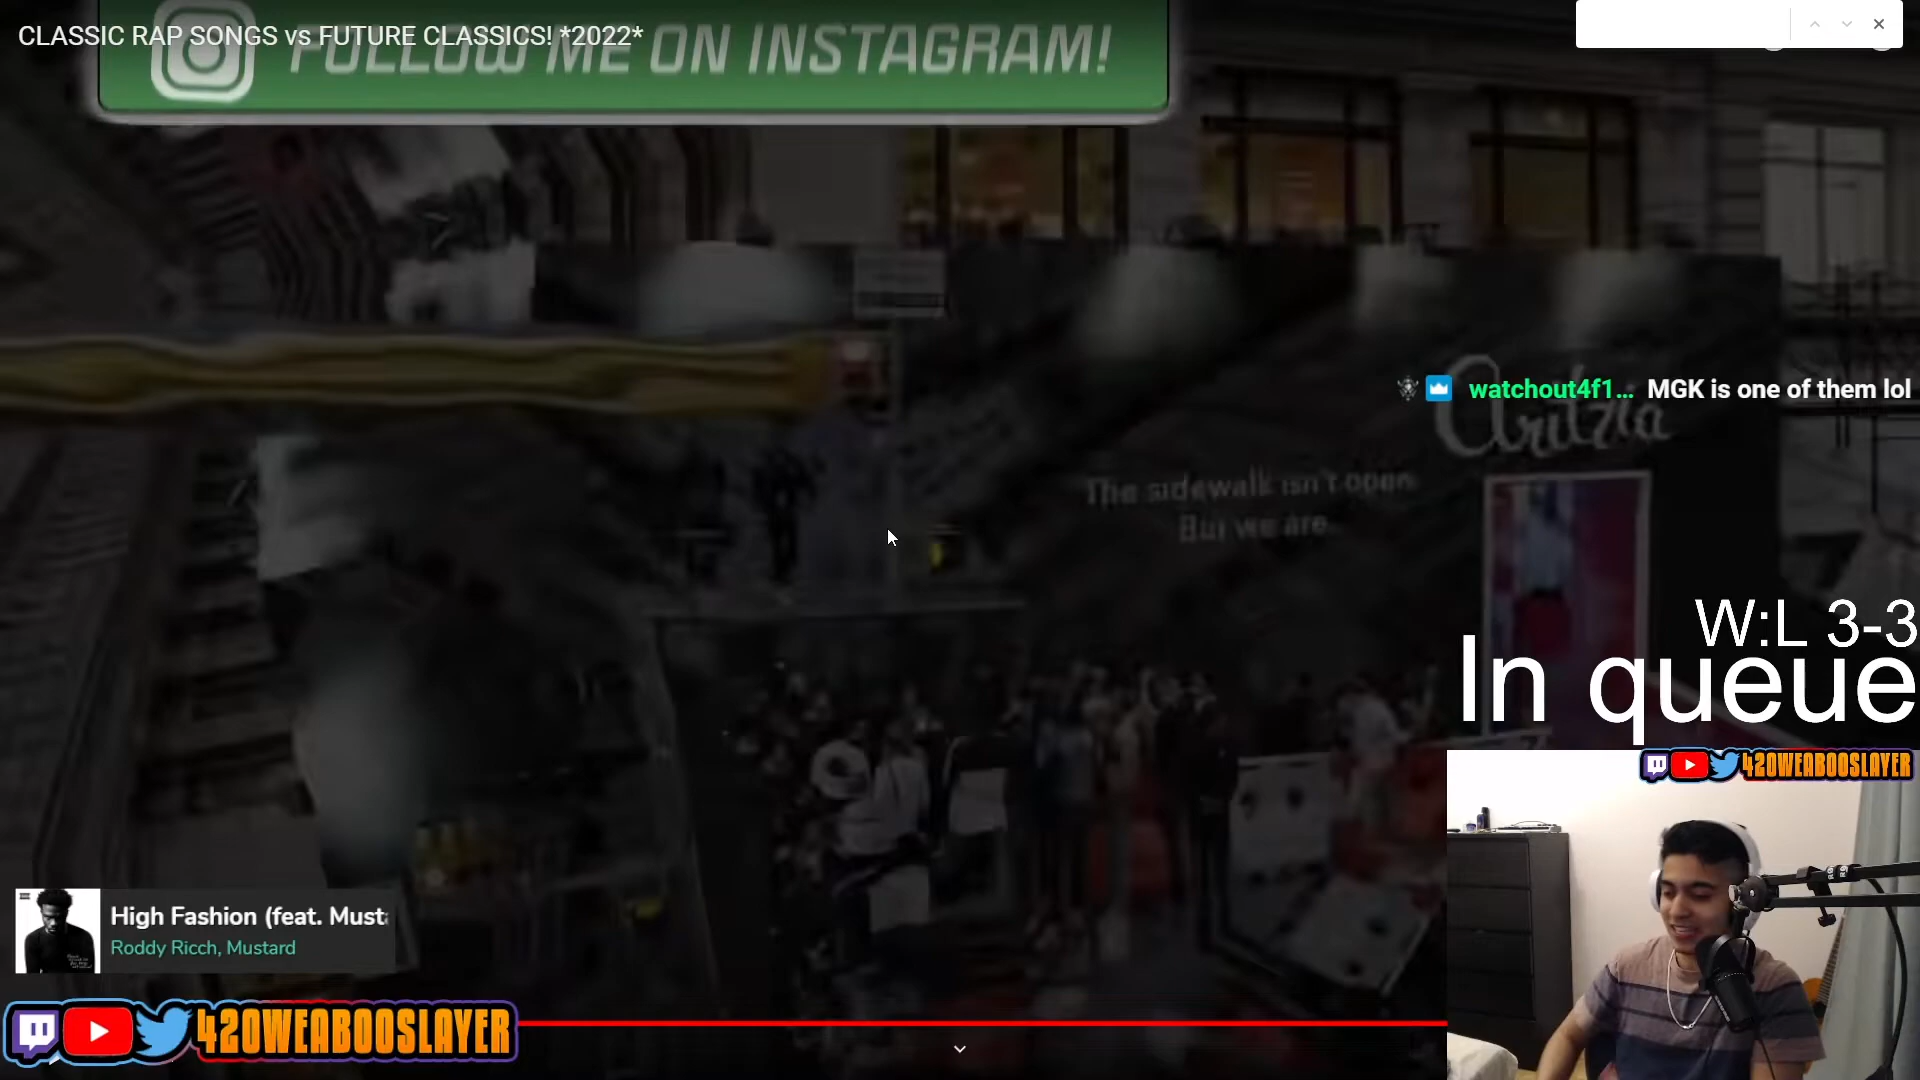 CLASSIC RAP SONGS vs FUTURE CLASSICS! *2022*
FOLLOW ME ON INSTAGRAM!
watchout4f1... MGK is one of them lol
Aritzia
The sidewalk isn't open.
But we are.
W:L 3-3
In queue
420WEABOOSLAYER
High Fashion (feat. Must
Roddy Ricch, Mustard
420WEABOOSLAYER